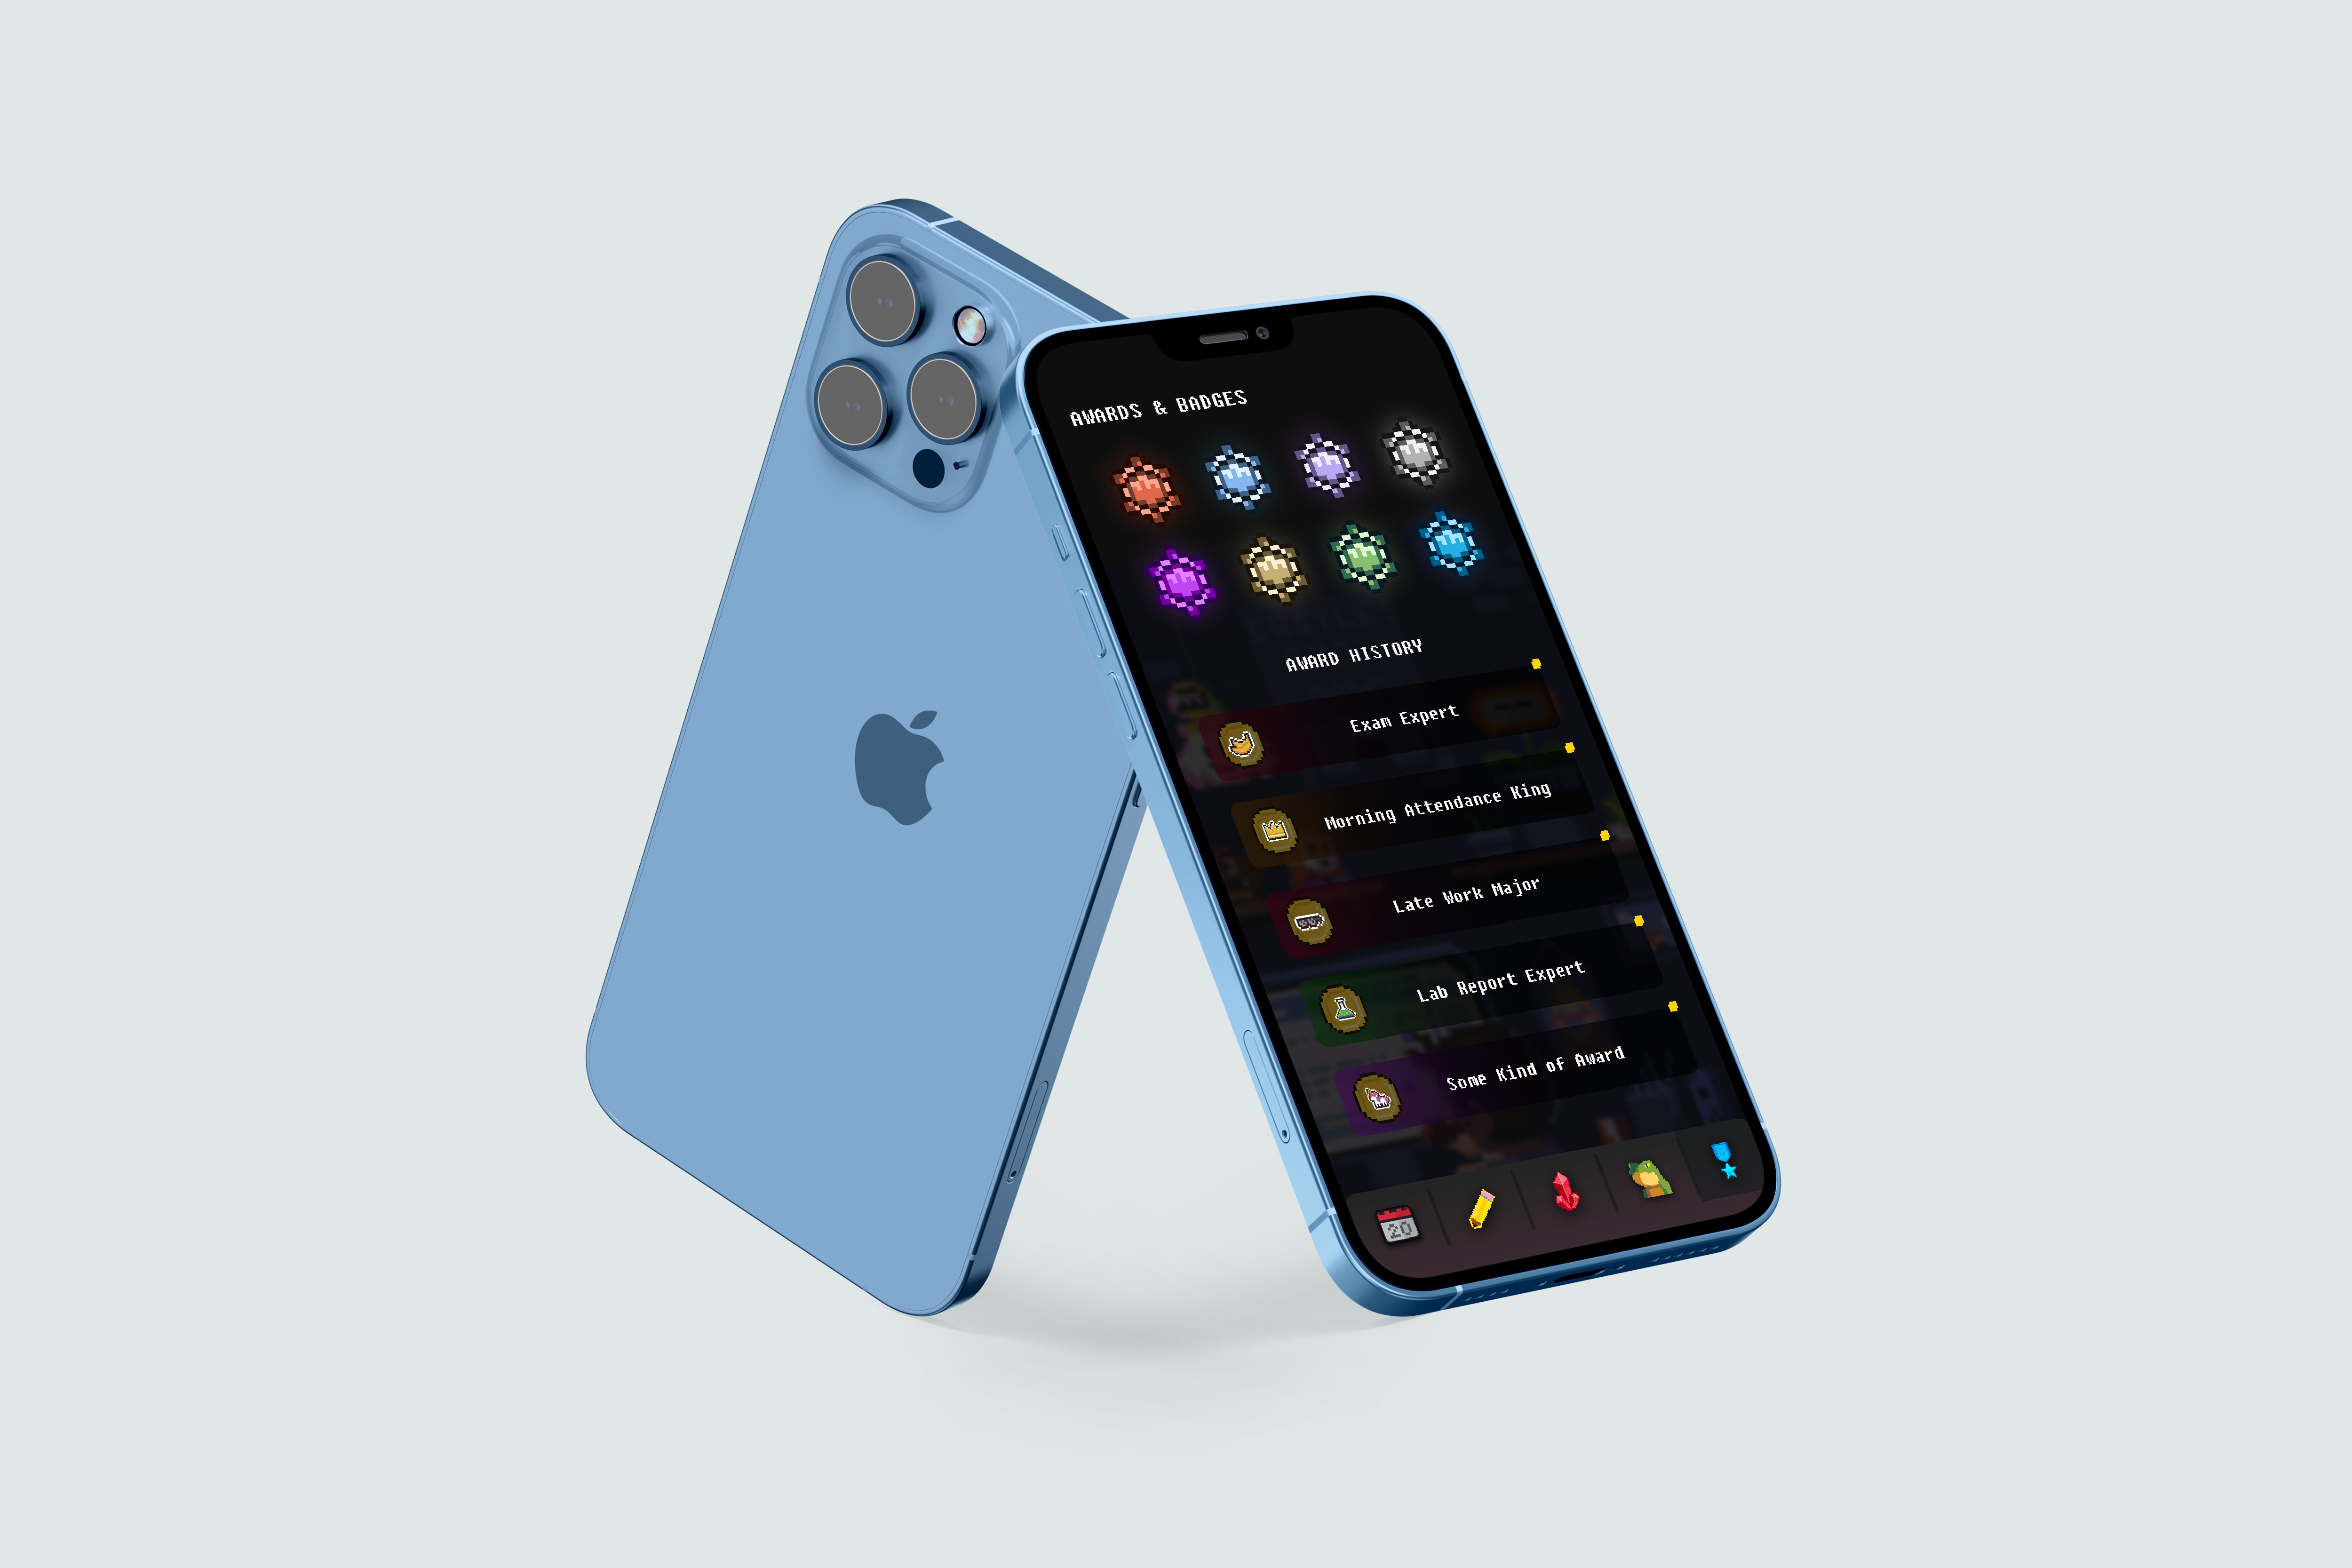 AWARDS & BADGES
AWARD HISTORY
Exam Expert
Morning Attendance King
Late Work Major
Lab Report Expert
Some Kind of Award
20